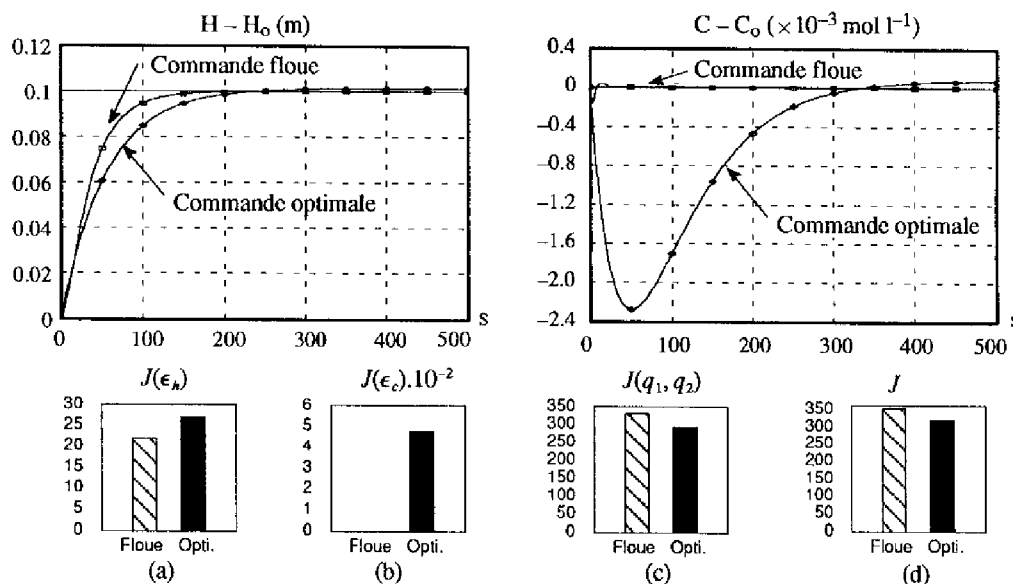 H – H₀ (m)
0.12
0.1
0.08
0.06
0.04
0.02
0
0 100 200 300 400 500 S
Commande floue
Commande optimale
C – C₀ (×10⁻³ mol l⁻¹)
0.4
0
–0.4
–0.8
–1.2
–1.6
–2.0
–2.4
0 100 200 300 400 500
S
Commande floue
Commande optimale
J(ϵₕ)
30
25
20
15
10
5
0
Floue Opti.
(a)
J(ϵ꜀).10⁻²
6
5
4
3
2
1
0
Floue Opti.
(b)
J(q₁, q₂)
350
300
250
200
150
100
50
0
Floue Opti.
(c)
J
350
300
250
200
150
100
50
0
Floue Opti.
(d)